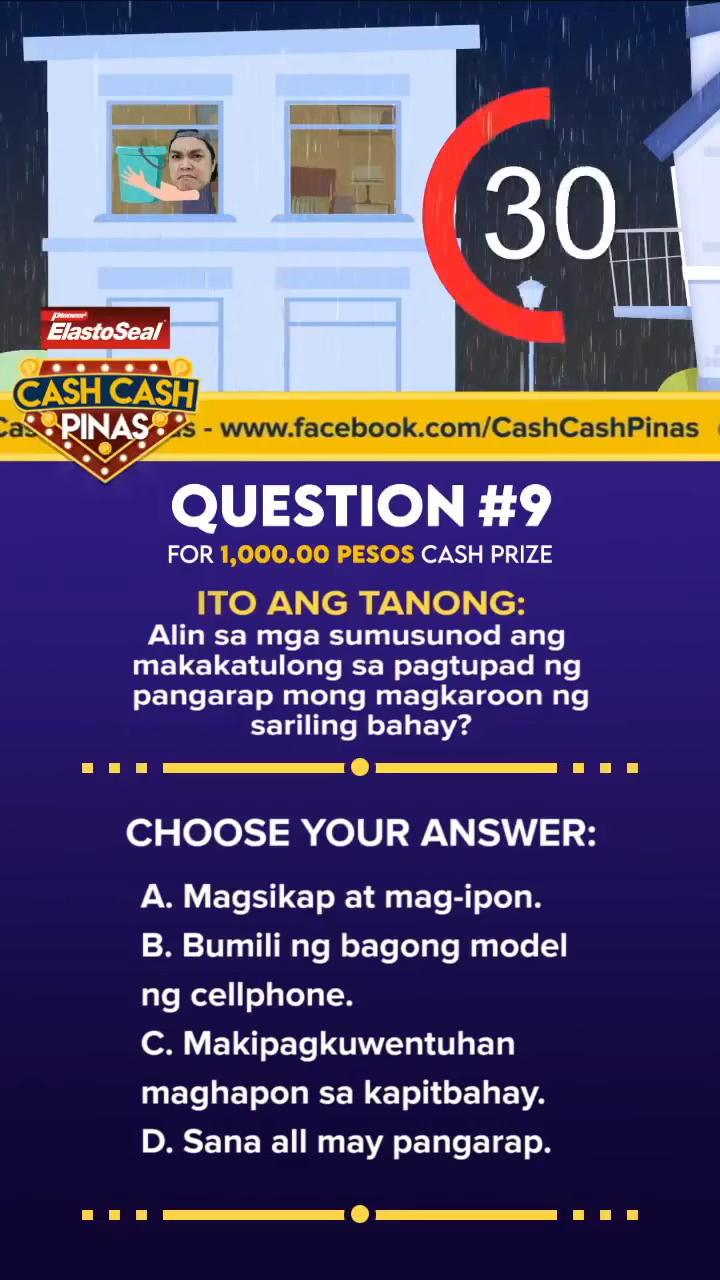 30
Pioneer
ElastoSeal
CASH CASH
PINAS
s - www.facebook.com/CashCashPinas
QUESTION #9
FOR 1,000.00 PESOS CASH PRIZE
ITO ANG TANONG:
Alin sa mga sumusunod ang
makakatulong sa pagtupad ng
pangarap mong magkaroon ng
sariling bahay?
CHOOSE YOUR ANSWER:
A. Magsikap at mag-ipon.
B. Bumili ng bagong model
ng cellphone.
C. Makipagkuwentuhan
maghapon sa kapitbahay.
D. Sana all may pangarap.